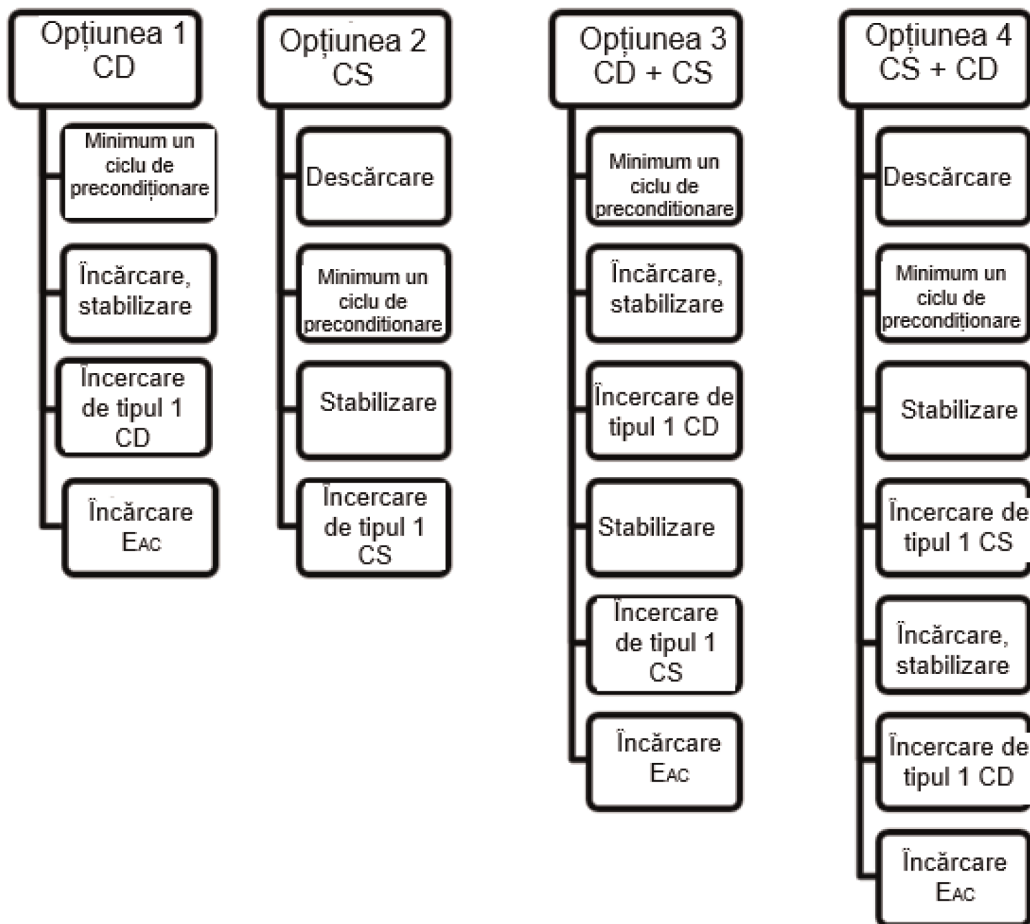 Opțiunea 1
CD
Minimum un
ciclu de
precondiționare
Încărcare,
stabilizare
Încercare
de tipul 1
CD
Încărcare
EAC
Opțiunea 2
CS
Descărcare
Minimum un
ciclu de
preconditionare
Stabilizare
Încercare
de tipul 1
CS
Opțiunea 3
CD + CS
Minimum un
ciclu de
preconditionare
Încărcare,
stabilizare
Încercare de
tipul 1 CD
Stabilizare
Încercare
de tipul 1
CS
Încărcare
EAC
Opțiunea 4
CS + CD
Descărcare
Minimum un
ciclu de
precondiționare
Stabilizare
Încercare de
tipul 1 CS
Încărcare,
stabilizare
Încercare de
tipul 1 CD
Încărcare
EAC